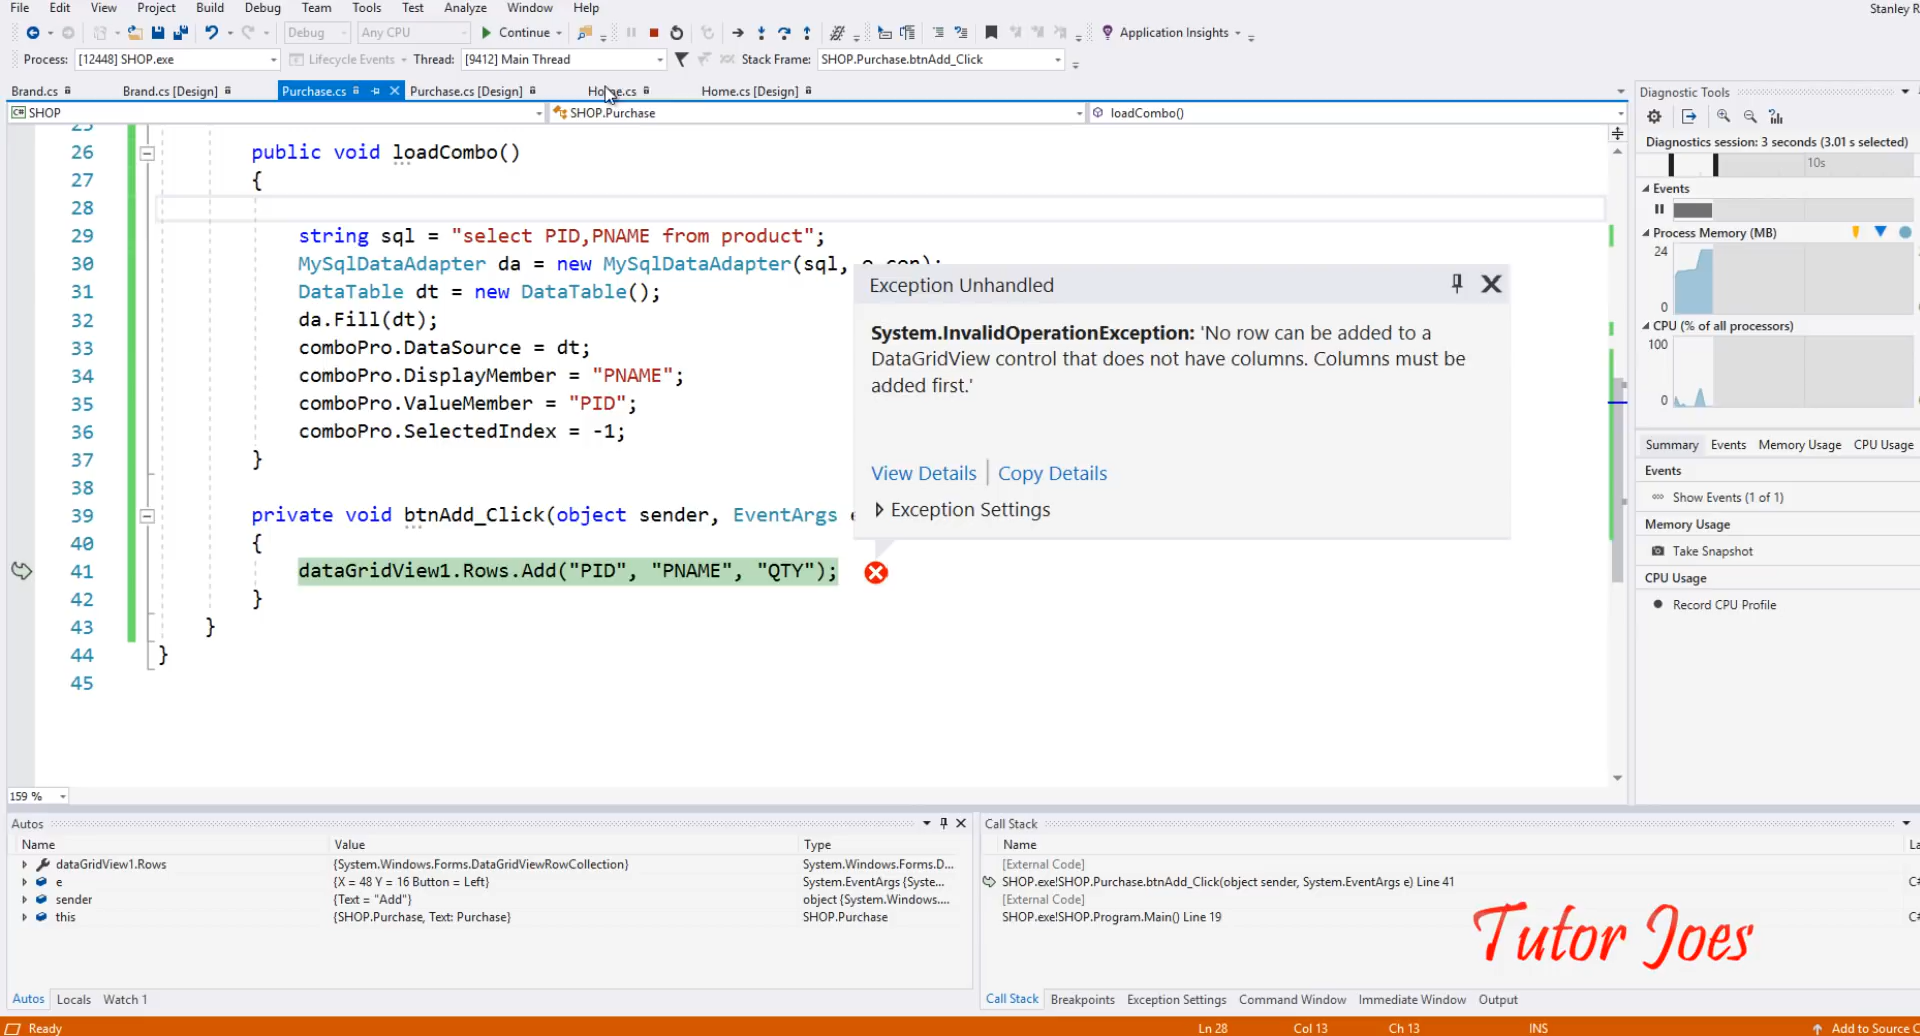 File Edit View Project Build Debug Team Tools Test Analyze Window Help
Stanley R
Debug Any CPU Continue Application Insights
Process: [12448] SHOP.exe Lifecycle Events Thread: [9412] Main Thread Stack Frame: SHOP.Purchase.btnAdd_Click
Brand.cs Brand.cs [Design] Purchase.cs Purchase.cs [Design] Home.cs Home.cs [Design]
SHOP SHOP.Purchase loadCombo()
25
26 public void loadCombo()
27 {
28
29 string sql = "select PID,PNAME from product";
30 MySqlDataAdapter da = new MySqlDataAdapter(sql,
31 DataTable dt = new DataTable();
32 da.Fill(dt);
33 comboPro.DataSource = dt;
34 comboPro.DisplayMember = "PNAME";
35 comboPro.ValueMember = "PID";
36 comboPro.SelectedIndex = -1;
37 }
38
39 private void btnAdd_Click(object sender, EventArgs
40 {
41 dataGridView1.Rows.Add("PID", "PNAME", "QTY");
42 }
43 }
44 }
45
Exception Unhandled
System.InvalidOperationException: 'No row can be added to a
DataGridView control that does not have columns. Columns must be
added first.'
View Details Copy Details
Exception Settings
159 %
Diagnostic Tools
Diagnostics session: 3 seconds (3.01 s selected)
10s
Events
Process Memory (MB)
24
0
CPU (% of all processors)
100
0
Summary Events Memory Usage CPU Usage
Events
Show Events (1 of 1)
Memory Usage
Take Snapshot
CPU Usage
Record CPU Profile
Autos
Name Value Type
dataGridView1.Rows {System.Windows.Forms.DataGridViewRowCollection} System.Windows.Forms.D...
e {X = 48 Y = 16 Button = Left} System.EventArgs {Syste...
sender {Text = "Add"} object {System.Windows....
this {SHOP.Purchase, Text: Purchase} SHOP.Purchase
Autos Locals Watch 1
Call Stack
Name La
[External Code]
SHOP.exe!SHOP.Purchase.btnAdd_Click(object sender, System.EventArgs e) Line 41 C#
[External Code]
SHOP.exe!SHOP.Program.Main() Line 19 C#
Tutor Joes
Call Stack Breakpoints Exception Settings Command Window Immediate Window Output
Ready Ln 28 Col 13 Ch 13 INS Add to Source C